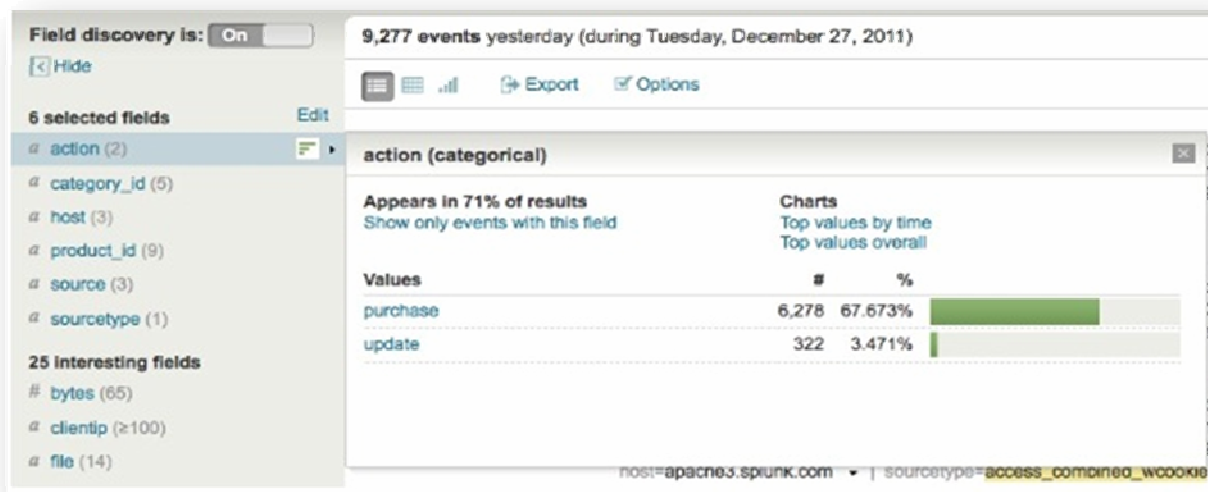 Field discovery is: On
< Hide
6 selected fields Edit
a action (2)
a category_id (5)
a host (3)
a product_id (9)
a source (3)
a sourcetype (1)
25 interesting fields
# bytes (65)
a clientip (≥100)
a file (14)
9,277 events yesterday (during Tuesday, December 27, 2011)
Export Options
action (categorical)
Appears in 71% of results
Show only events with this field
Charts
Top values by time
Top values overall
Values # %
purchase 6,278 67.673%
update 322 3.471%
host=apache3.splunk.com | sourcetype=access_combined_wcookie